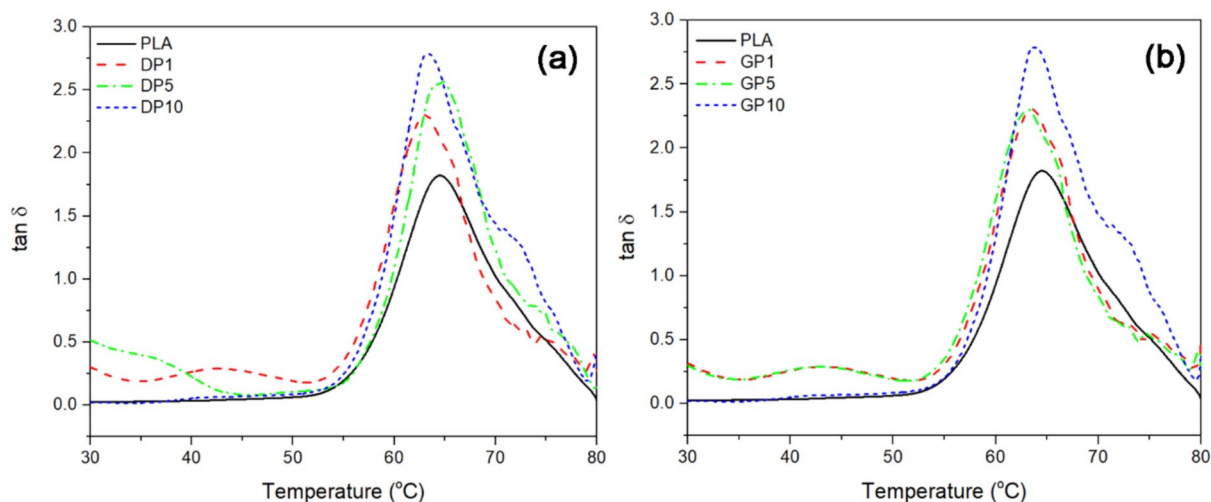 (a)
PLA
DP1
DP5
DP10
3.0
2.5
2.0
1.5
1.0
0.5
0.0
tan δ
30 40 50 60 70 80
Temperature (°C)
(b)
PLA
GP1
GP5
GP10
3.0
2.5
2.0
1.5
1.0
0.5
0.0
tan δ
30 40 50 60 70 80
Temperature (°C)